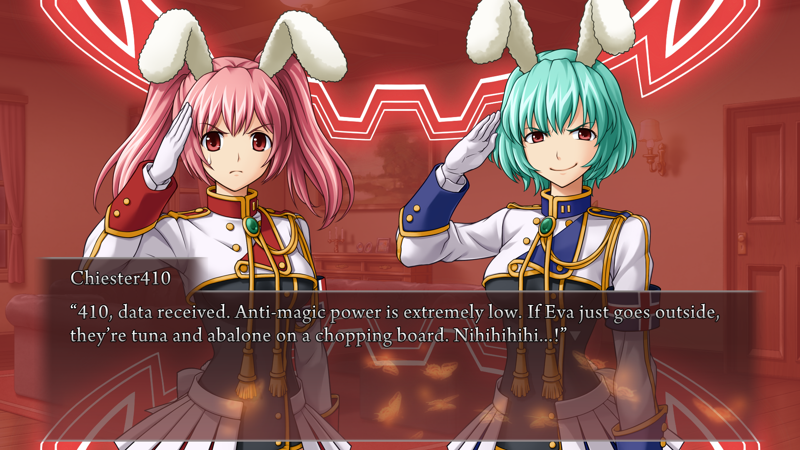 Chiester410
“410, data received. Anti-magic power is extremely low. If Eva just goes outside,
they’re tuna and abalone on a chopping board. Nihihihihi...!”